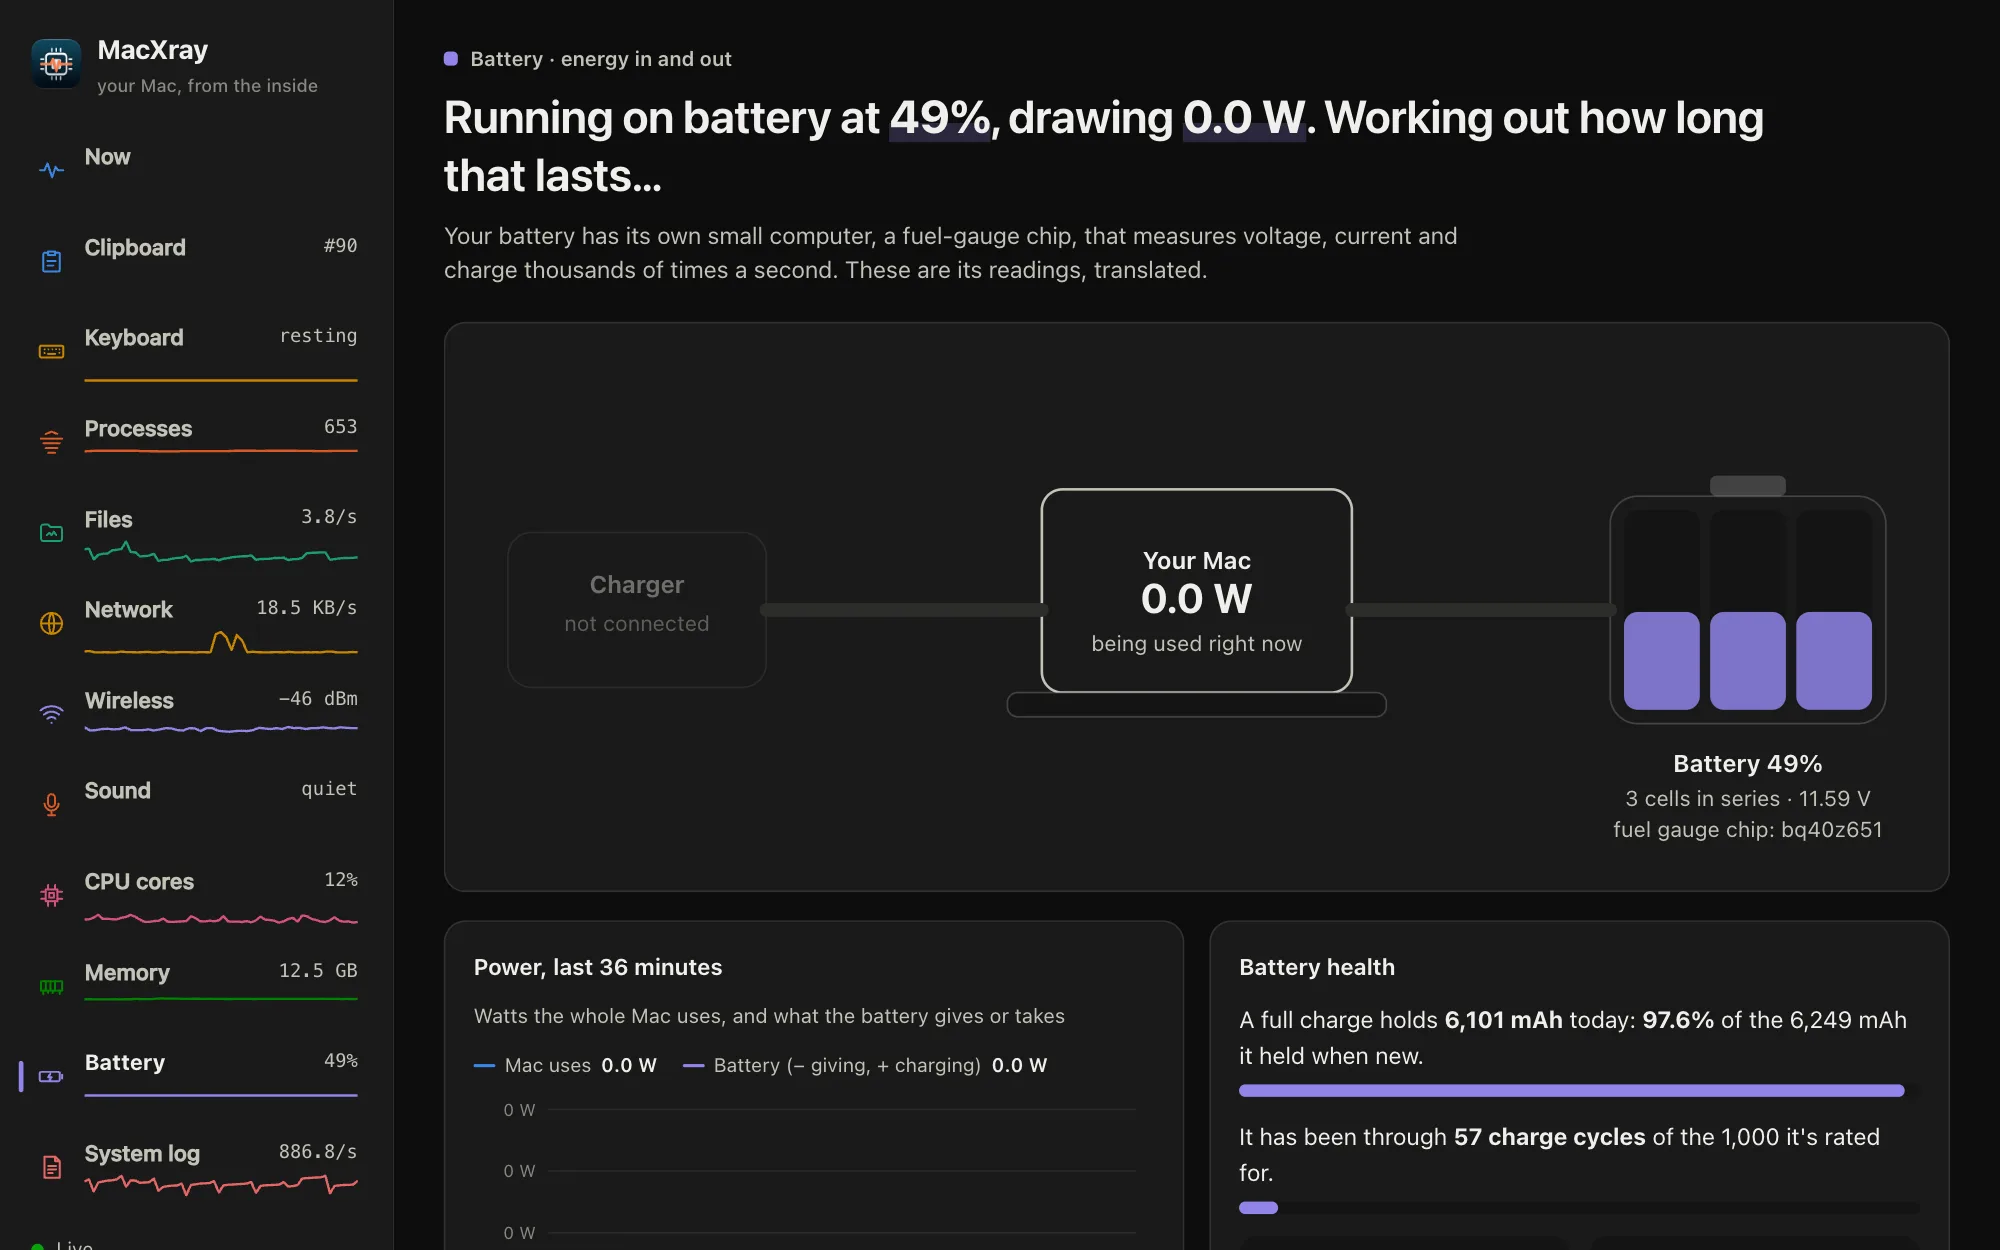 MacXray
your Mac, from the inside
Now
Clipboard #90
Keyboard resting
Processes 653
Files 3.8/s
Network 18.5 KB/s
Wireless −46 dBm
Sound quiet
CPU cores 12%
Memory 12.5 GB
Battery 49%
System log 886.8/s
Live
Battery · energy in and out
Running on battery at 49%, drawing 0.0 W. Working out how long
that lasts…
Your battery has its own small computer, a fuel-gauge chip, that measures voltage, current and
charge thousands of times a second. These are its readings, translated.
Charger
not connected
Your Mac
0.0 W
being used right now
Battery 49%
3 cells in series · 11.59 V
fuel gauge chip: bq40z651
Power, last 36 minutes
Watts the whole Mac uses, and what the battery gives or takes
Mac uses 0.0 W Battery (− giving, + charging) 0.0 W
0 W
0 W
0 W
Battery health
A full charge holds 6,101 mAh today: 97.6% of the 6,249 mAh
it held when new.
It has been through 57 charge cycles of the 1,000 it's rated
for.